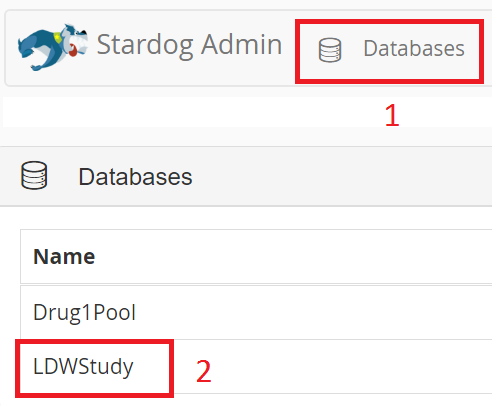 Stardog Admin Databases
1
Databases
Name
Drug1Pool
LDWStudy 2